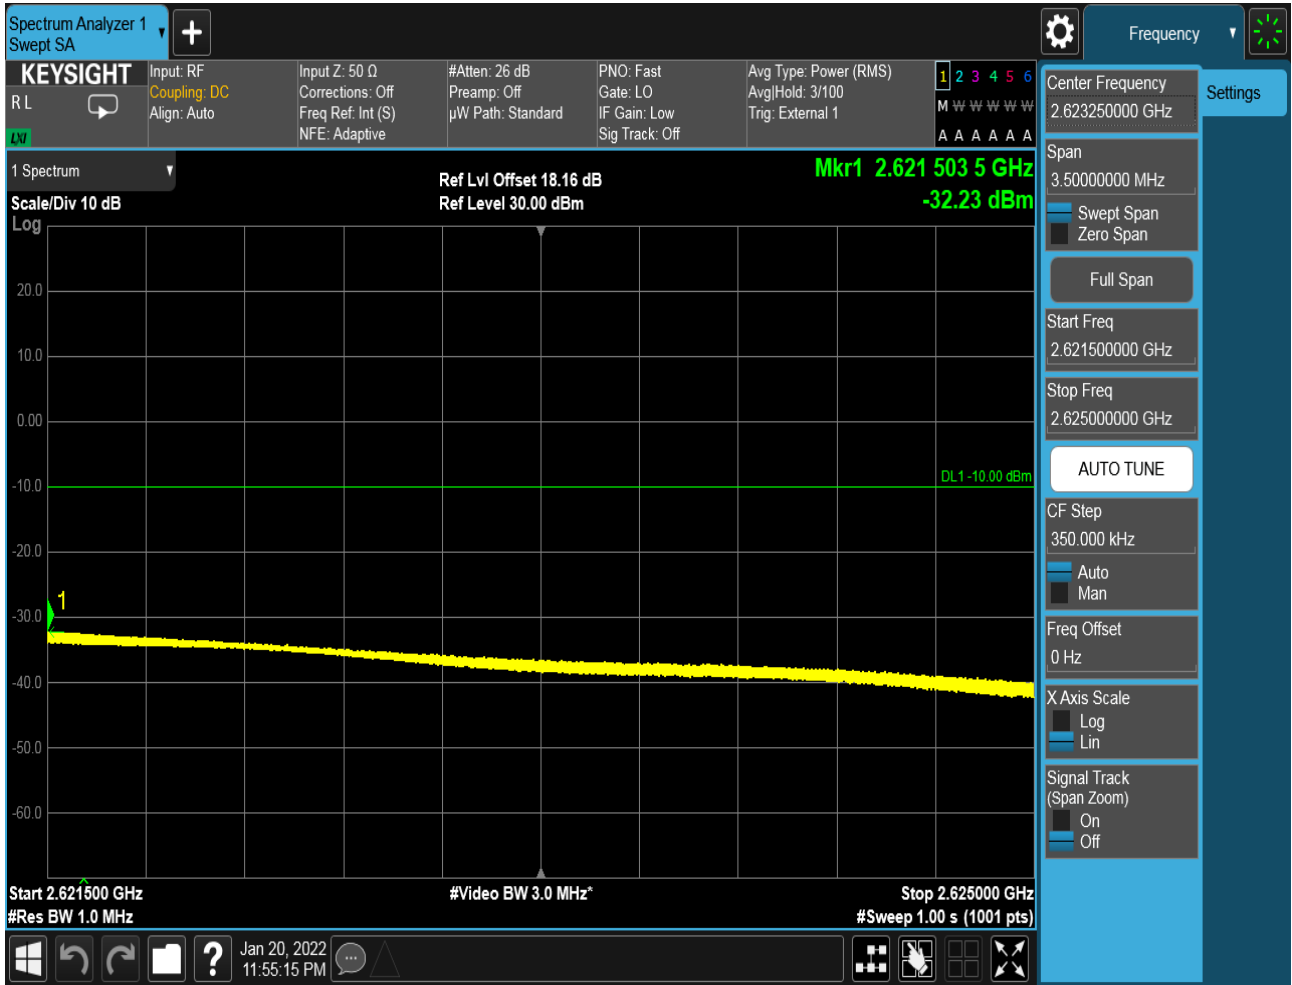 Spectrum Analyzer 1
Swept SA
Frequency
KEYSIGHT
R L
LXI
Input: RF
Coupling: DC
Align: Auto
Input Z: 50 Ω
Corrections: Off
Freq Ref: Int (S)
NFE: Adaptive
#Atten: 26 dB
Preamp: Off
µW Path: Standard
PNO: Fast
Gate: LO
IF Gain: Low
Sig Track: Off
Avg Type: Power (RMS)
Avg|Hold: 3/100
Trig: External 1
1 2 3 4 5 6
M W W W W W
A A A A A A
1 Spectrum
Scale/Div 10 dB
Ref Lvl Offset 18.16 dB
Ref Level 30.00 dBm
Mkr1 2.621 503 5 GHz
-32.23 dBm
Log
20.0
10.0
0.00
-10.0
-20.0
-30.0
-40.0
-50.0
-60.0
DL1 -10.00 dBm
1
Start 2.621500 GHz
#Res BW 1.0 MHz
#Video BW 3.0 MHz*
Stop 2.625000 GHz
#Sweep 1.00 s (1001 pts)
Jan 20, 2022
11:55:15 PM
Center Frequency
2.623250000 GHz
Settings
Span
3.50000000 MHz
Swept Span
Zero Span
Full Span
Start Freq
2.621500000 GHz
Stop Freq
2.625000000 GHz
AUTO TUNE
CF Step
350.000 kHz
Auto
Man
Freq Offset
0 Hz
X Axis Scale
Log
Lin
Signal Track
(Span Zoom)
On
Off